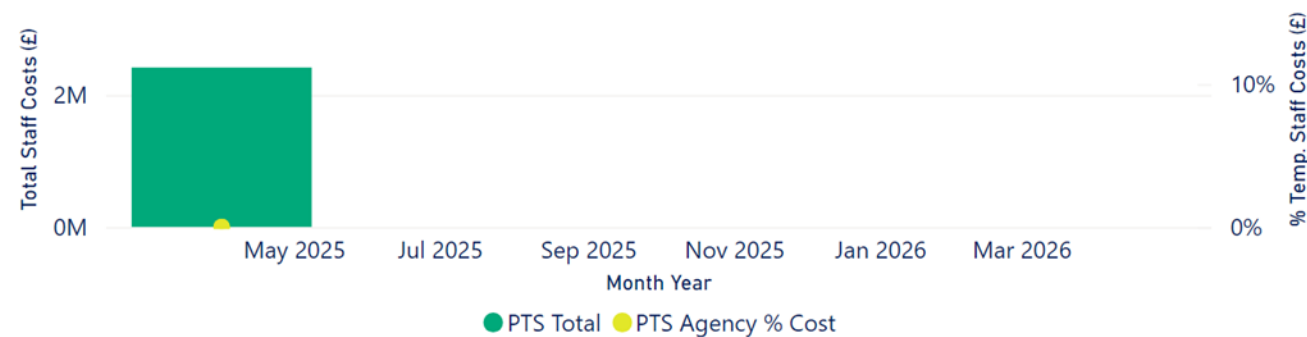 Total Staff Costs (£)
2M
0M
10%
0%
% Temp. Staff Costs (£)
May 2025 Jul 2025 Sep 2025 Nov 2025 Jan 2026 Mar 2026
Month Year
PTS Total PTS Agency % Cost